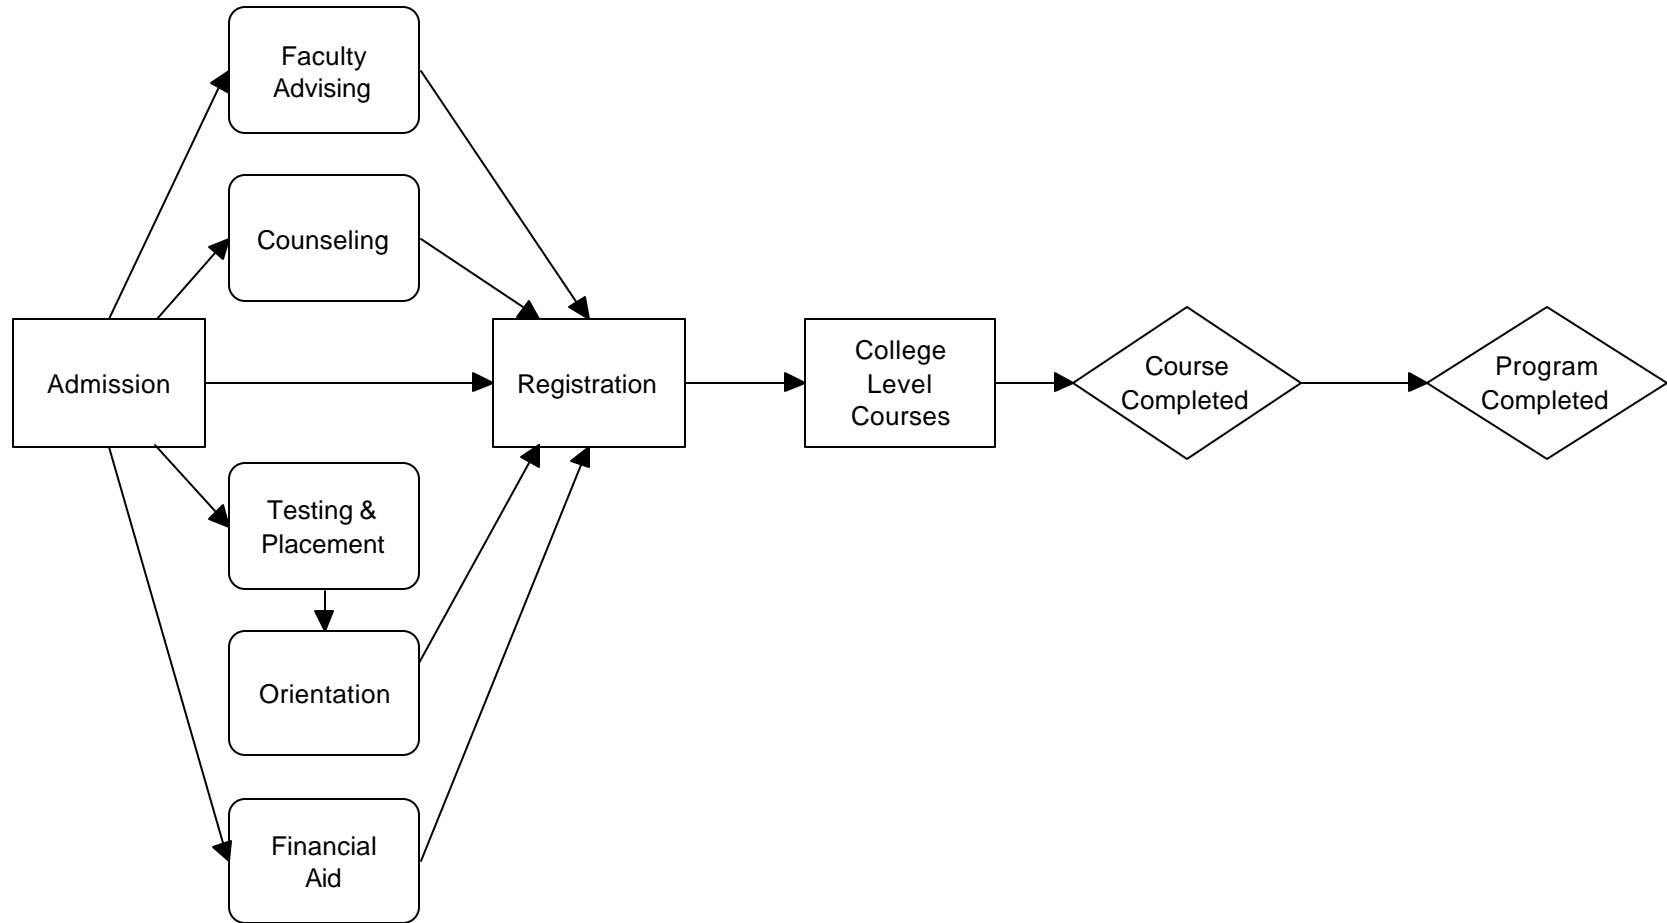 Faculty
Advising
Counseling
Admission
Registration
College
Level
Courses
Course
Completed
Program
Completed
Testing &
Placement
Orientation
Financial
Aid